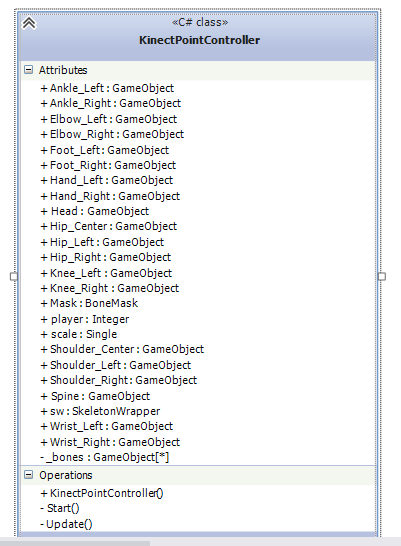 «C# class»
KinectPointController
Attributes
+ Ankle_Left : GameObject
+ Ankle_Right : GameObject
+ Elbow_Left : GameObject
+ Elbow_Right : GameObject
+ Foot_Left : GameObject
+ Foot_Right : GameObject
+ Hand_Left : GameObject
+ Hand_Right : GameObject
+ Head : GameObject
+ Hip_Center : GameObject
+ Hip_Left : GameObject
+ Hip_Right : GameObject
+ Knee_Left : GameObject
+ Knee_Right : GameObject
+ Mask : BoneMask
+ player : Integer
+ scale : Single
+ Shoulder_Center : GameObject
+ Shoulder_Left : GameObject
+ Shoulder_Right : GameObject
+ Spine : GameObject
+ sw : SkeletonWrapper
+ Wrist_Left : GameObject
+ Wrist_Right : GameObject
- _bones : GameObject[*]
Operations
+ KinectPointController()
- Start()
- Update()